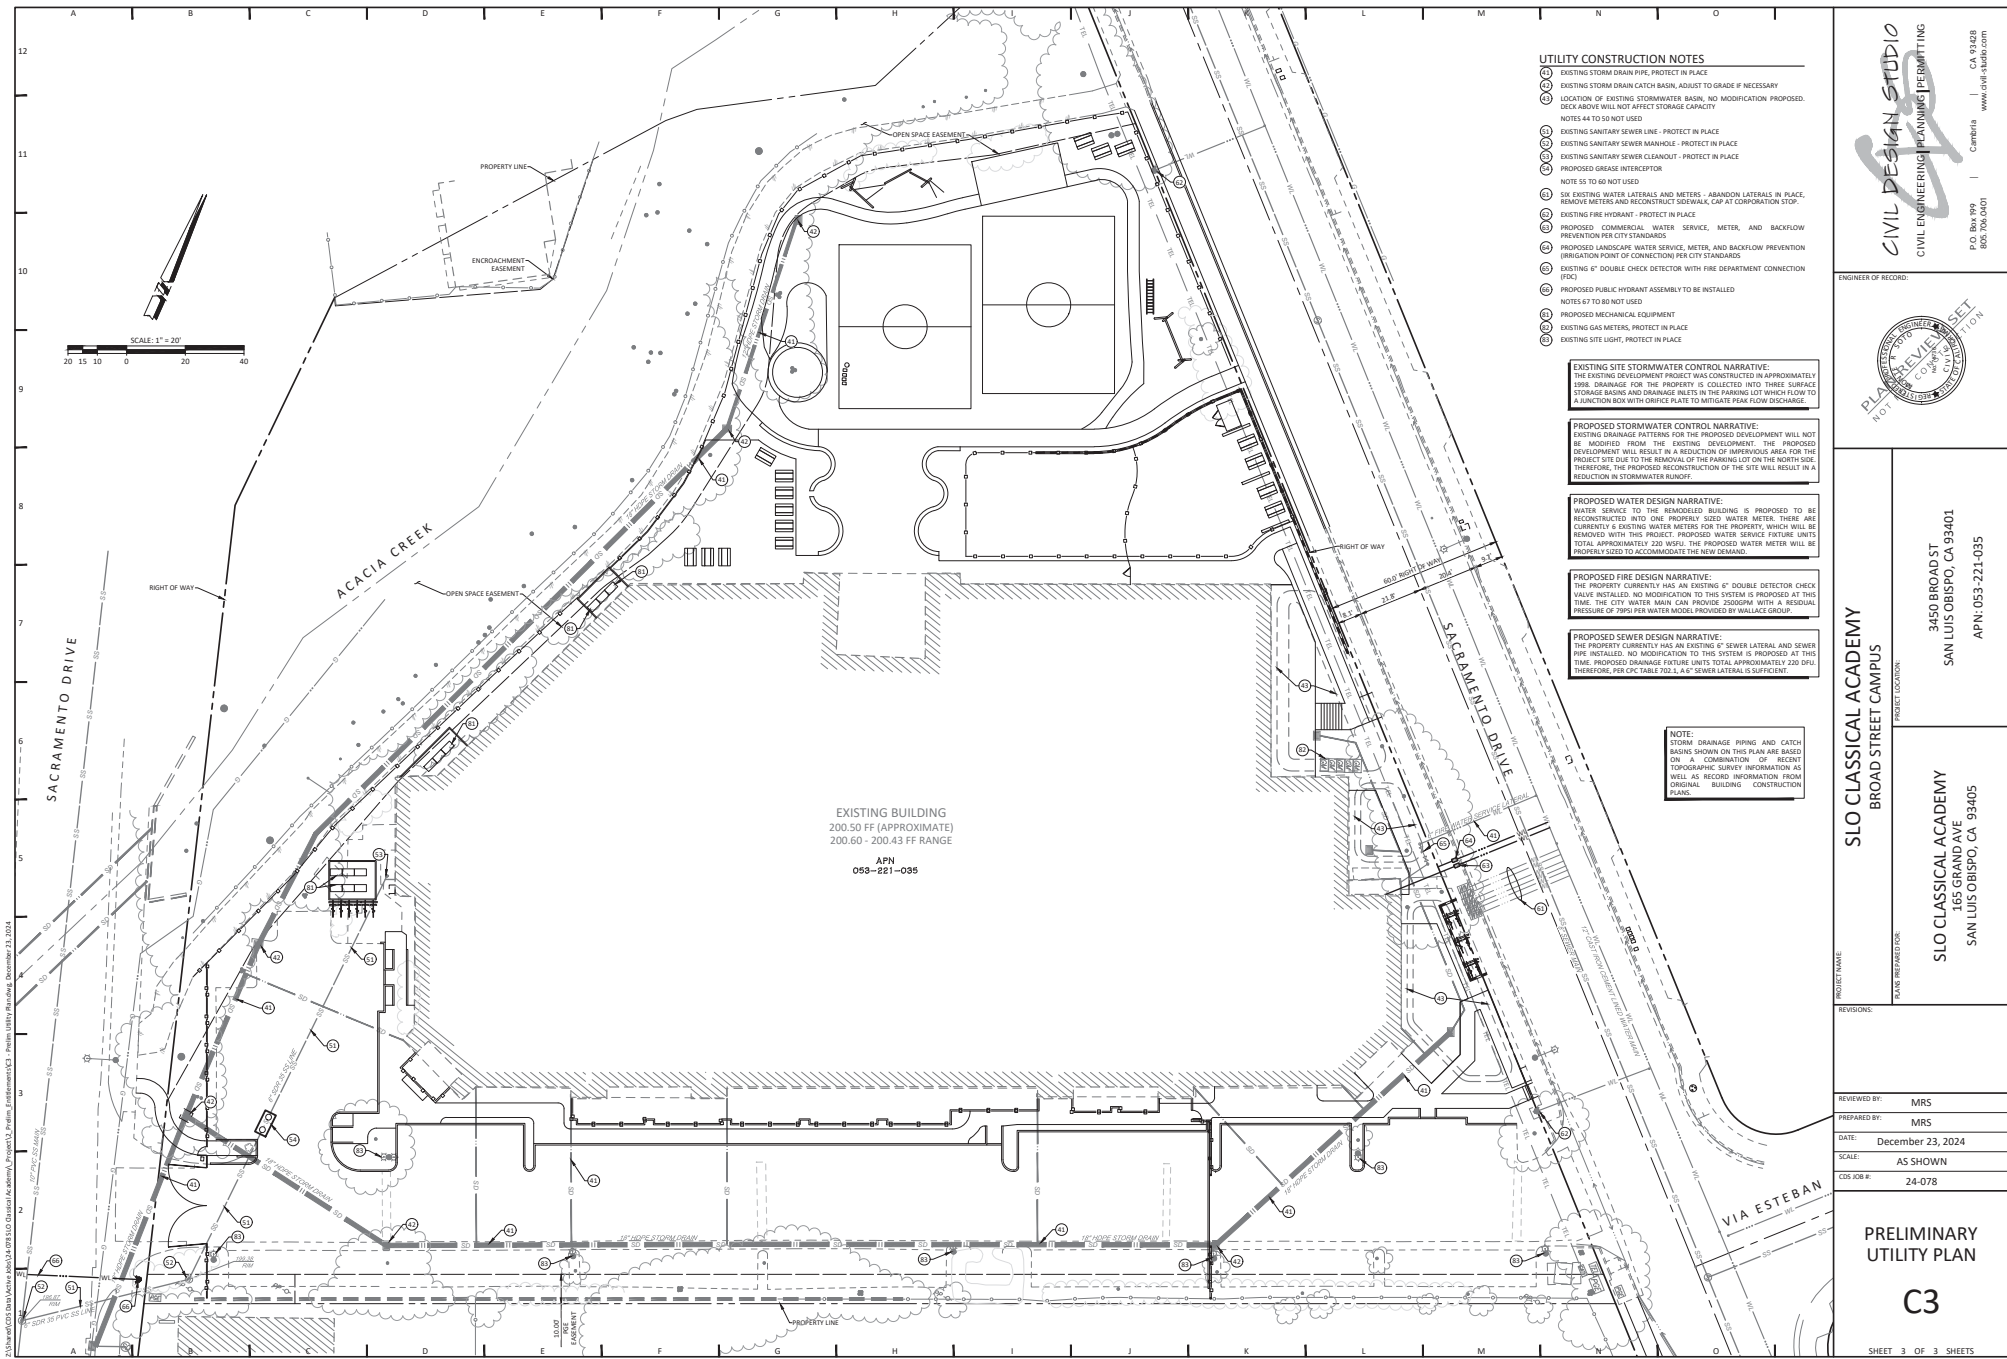 UTILITY CONSTRUCTION NOTES
41 EXISTING STORM DRAIN PIPE, PROTECT IN PLACE
42 EXISTING STORM DRAIN CATCH BASIN, ADJUST TO GRADE IF NECESSARY
43 LOCATION OF EXISTING STORMWATER BASIN, NO MODIFICATION PROPOSED.
DECK ABOVE WILL NOT AFFECT STORAGE CAPACITY
NOTES 44 TO 50 NOT USED
51 EXISTING SANITARY SEWER LINE - PROTECT IN PLACE
52 EXISTING SANITARY SEWER MANHOLE - PROTECT IN PLACE
53 EXISTING SANITARY SEWER CLEANOUT - PROTECT IN PLACE
54 PROPOSED GREASE INTERCEPTOR
NOTE 55 TO 60 NOT USED
61 SIX EXISTING WATER LATERALS AND METERS - ABANDON LATERALS IN PLACE,
REMOVE METERS AND RECONSTRUCT SIDEWALK, CAP AT CORPORATION STOP.
62 EXISTING FIRE HYDRANT - PROTECT IN PLACE
63 PROPOSED COMMERCIAL WATER SERVICE, METER, AND BACKFLOW
PREVENTION PER CITY STANDARDS
64 PROPOSED LANDSCAPE WATER SERVICE, METER, AND BACKFLOW PREVENTION
(IRRIGATION POINT OF CONNECTION) PER CITY STANDARDS
65 EXISTING 6" DOUBLE CHECK DETECTOR WITH FIRE DEPARTMENT CONNECTION
(FDC)
66 PROPOSED PUBLIC HYDRANT ASSEMBLY TO BE INSTALLED
NOTES 67 TO 80 NOT USED
81 PROPOSED MECHANICAL EQUIPMENT
82 EXISTING GAS METERS, PROTECT IN PLACE
83 EXISTING SITE LIGHT, PROTECT IN PLACE
EXISTING SITE STORMWATER CONTROL NARRATIVE:
THE EXISTING DEVELOPMENT PROJECT WAS CONSTRUCTED IN APPROXIMATELY
1998. DRAINAGE FOR THE PROPERTY IS COLLECTED INTO THREE SURFACE
STORAGE BASINS AND DRAINAGE INLETS IN THE PARKING LOT WHICH FLOW TO
A JUNCTION BOX WITH ORIFICE PLATE TO MITIGATE PEAK FLOW DISCHARGE.
PROPOSED STORMWATER CONTROL NARRATIVE:
EXISTING DRAINAGE PATTERNS FOR THE PROPOSED DEVELOPMENT WILL NOT
BE MODIFIED FROM THE EXISTING DEVELOPMENT. THE PROPOSED
DEVELOPMENT WILL RESULT IN A REDUCTION OF IMPERVIOUS AREA FOR THE
PROJECT SITE DUE TO THE REMOVAL OF THE PARKING LOT ON THE NORTH SIDE.
THEREFORE, THE PROPOSED RECONSTRUCTION OF THE SITE WILL RESULT IN A
REDUCTION IN STORMWATER RUNOFF.
PROPOSED WATER DESIGN NARRATIVE:
WATER SERVICE TO THE REMODELED BUILDING IS PROPOSED TO BE
RECONSTRUCTED INTO ONE PROPERLY SIZED WATER METER. THERE ARE
CURRENTLY 6 EXISTING WATER METERS FOR THE PROPERTY, WHICH WILL BE
REMOVED WITH THIS PROJECT. PROPOSED WATER SERVICE FIXTURE UNITS
TOTAL APPROXIMATELY 220 WSFU. THE PROPOSED WATER METER WILL BE
PROPERLY SIZED TO ACCOMMODATE THE NEW DEMAND.
PROPOSED FIRE DESIGN NARRATIVE:
THE PROPERTY CURRENTLY HAS AN EXISTING 6" DOUBLE DETECTOR CHECK
VALVE INSTALLED. NO MODIFICATION TO THIS SYSTEM IS PROPOSED AT THIS
TIME. THE CITY WATER MAIN CAN PROVIDE 2500GPM WITH A RESIDUAL
PRESSURE OF 79PSI PER WATER MODEL PROVIDED BY WALLACE GROUP.
PROPOSED SEWER DESIGN NARRATIVE:
THE PROPERTY CURRENTLY HAS AN EXISTING 6" SEWER LATERAL AND SEWER
PIPE INSTALLED. NO MODIFICATION TO THIS SYSTEM IS PROPOSED AT THIS
TIME. PROPOSED DRAINAGE FIXTURE UNITS TOTAL APPROXIMATELY 220 DFU.
THEREFORE, PER CPC TABLE 702.1, A 6" SEWER LATERAL IS SUFFICIENT.
NOTE:
STORM DRAINAGE PIPING AND CATCH
BASINS SHOWN ON THIS PLAN ARE BASED
ON A COMBINATION OF RECENT
TOPOGRAPHIC SURVEY INFORMATION AS
WELL AS RECORD INFORMATION FROM
ORIGINAL BUILDING CONSTRUCTION
PLANS.
OPEN SPACE EASEMENT
PROPERTY LINE
ENCROACHMENT
EASEMENT
SCALE: 1" = 20'
20 15 10 0 20 40
RIGHT OF WAY
ACACIA CREEK
OPEN SPACE EASEMENT
SACRAMENTO DRIVE
RIGHT OF WAY
60.0' RIGHT OF WAY
SACRAMENTO DRIVE
EXISTING BUILDING
200.50 FF (APPROXIMATE)
200.60 - 200.43 FF RANGE
APN
053-221-035
FIRE WATER SERVICE LATERAL
12" CAST IRON CEMENT LINED WATER MAIN
18" HDPE STORM DRAIN
18" HDPE STORM DRAIN
18" HDPE STORM DRAIN
10.00'
PGE
EASEMENT
PROPERTY LINE
VIA ESTEBAN
CIVIL DESIGN STUDIO
CIVIL ENGINEERING|PLANNING|PERMITTING
P.O. Box 199 | Cambria | CA 93428
805.706.0401 www.civil-studio.com
ENGINEER OF RECORD:
PLAN REVIEW SET
PROJECT NAME:
SLO CLASSICAL ACADEMY
BROAD STREET CAMPUS
PROJECT LOCATION:
3450 BROAD ST
SAN LUIS OBISPO, CA 93401
APN: 053-221-035
PLANS PREPARED FOR:
SLO CLASSICAL ACADEMY
165 GRAND AVE
SAN LUIS OBISPO, CA 93405
REVISIONS:
REVIEWED BY: MRS
PREPARED BY: MRS
DATE: December 23, 2024
SCALE: AS SHOWN
CDS JOB #: 24-078
PRELIMINARY
UTILITY PLAN
C3
SHEET 3 OF 3 SHEETS